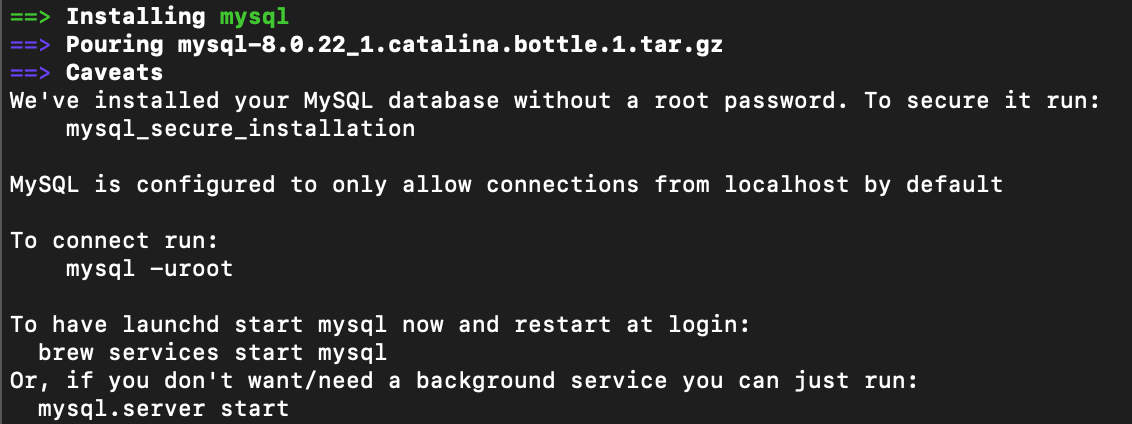 ==> Installing mysql
==> Pouring mysql-8.0.22_1.catalina.bottle.1.tar.gz
==> Caveats
We've installed your MySQL database without a root password. To secure it run:
    mysql_secure_installation

MySQL is configured to only allow connections from localhost by default

To connect run:
    mysql -uroot

To have launchd start mysql now and restart at login:
  brew services start mysql
Or, if you don't want/need a background service you can just run:
  mysql.server start